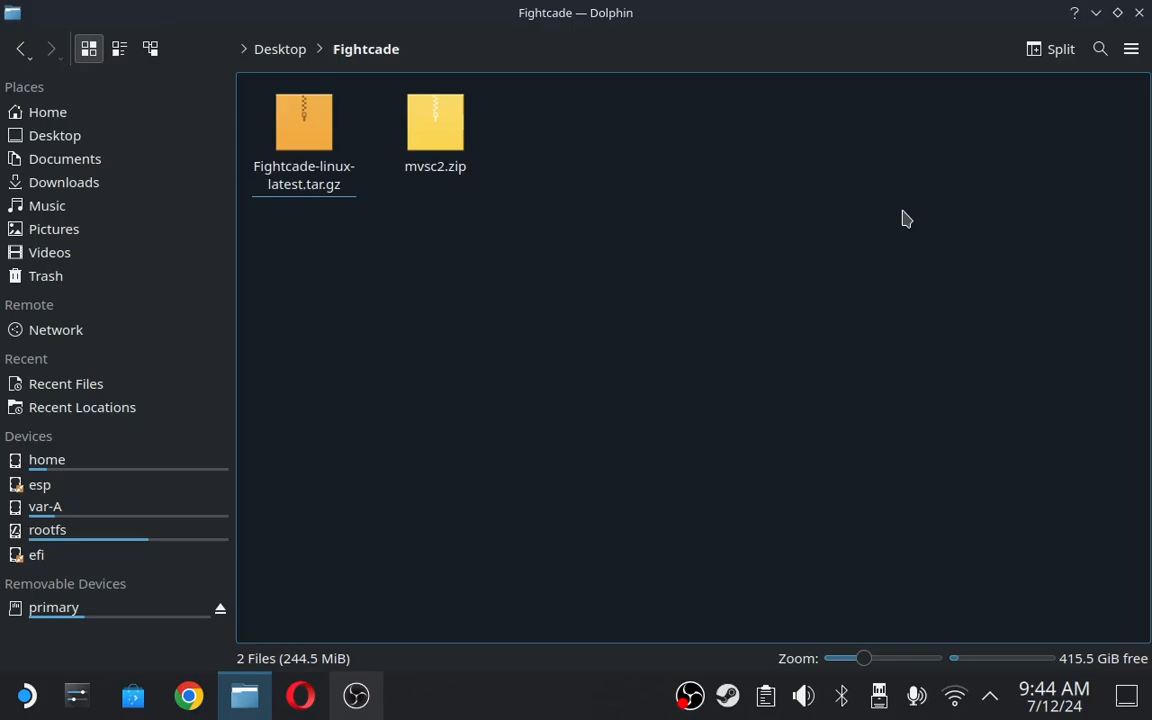 Fightcade — Dolphin
Desktop
Fightcade
Split
Places
Home
Desktop
Documents
Downloads
Music
Pictures
Videos
Trash
Remote
Network
Recent
Recent Files
Recent Locations
Devices
home
esp
var-A
rootfs
efi
Removable Devices
primary
Fightcade-linux-
latest.tar.gz
mvsc2.zip
2 Files (244.5 MiB)
Zoom:
415.5 GiB free
9:44 AM
7/12/24